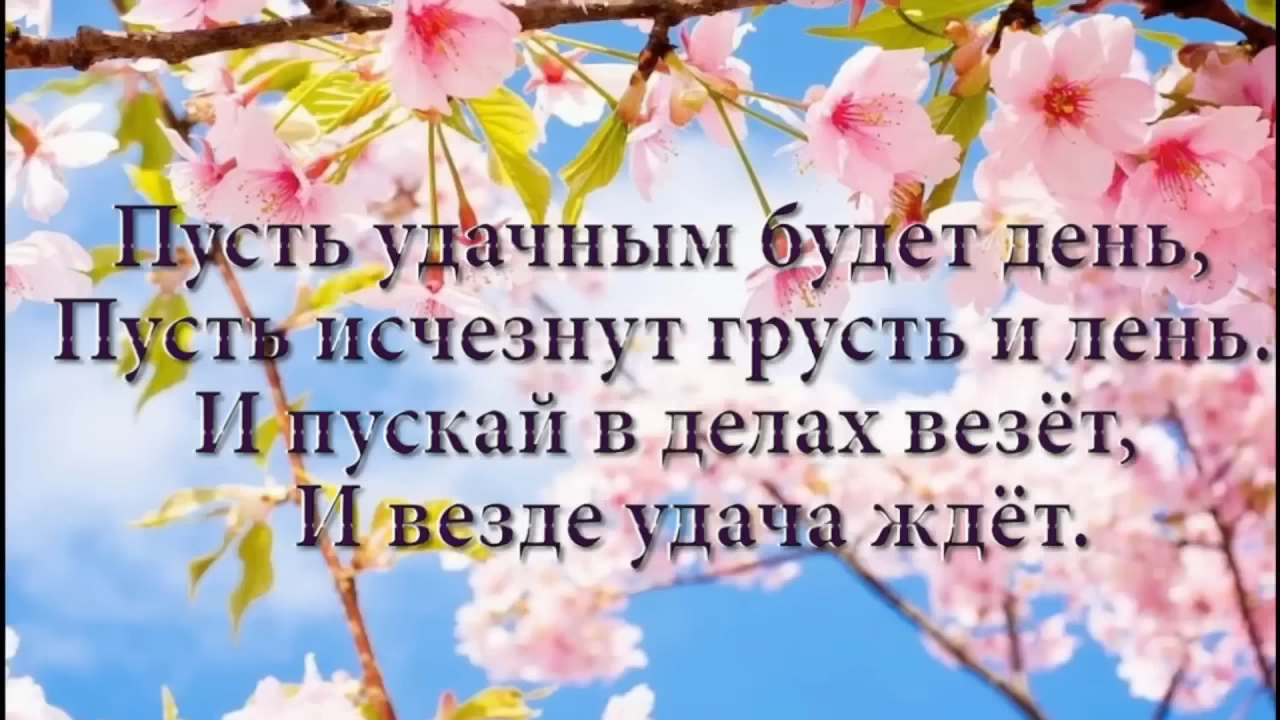 Пусть удачным будет день,
Пусть исчезнут грусть и лень.
И пускай в делах везёт,
И везде удача ждёт.